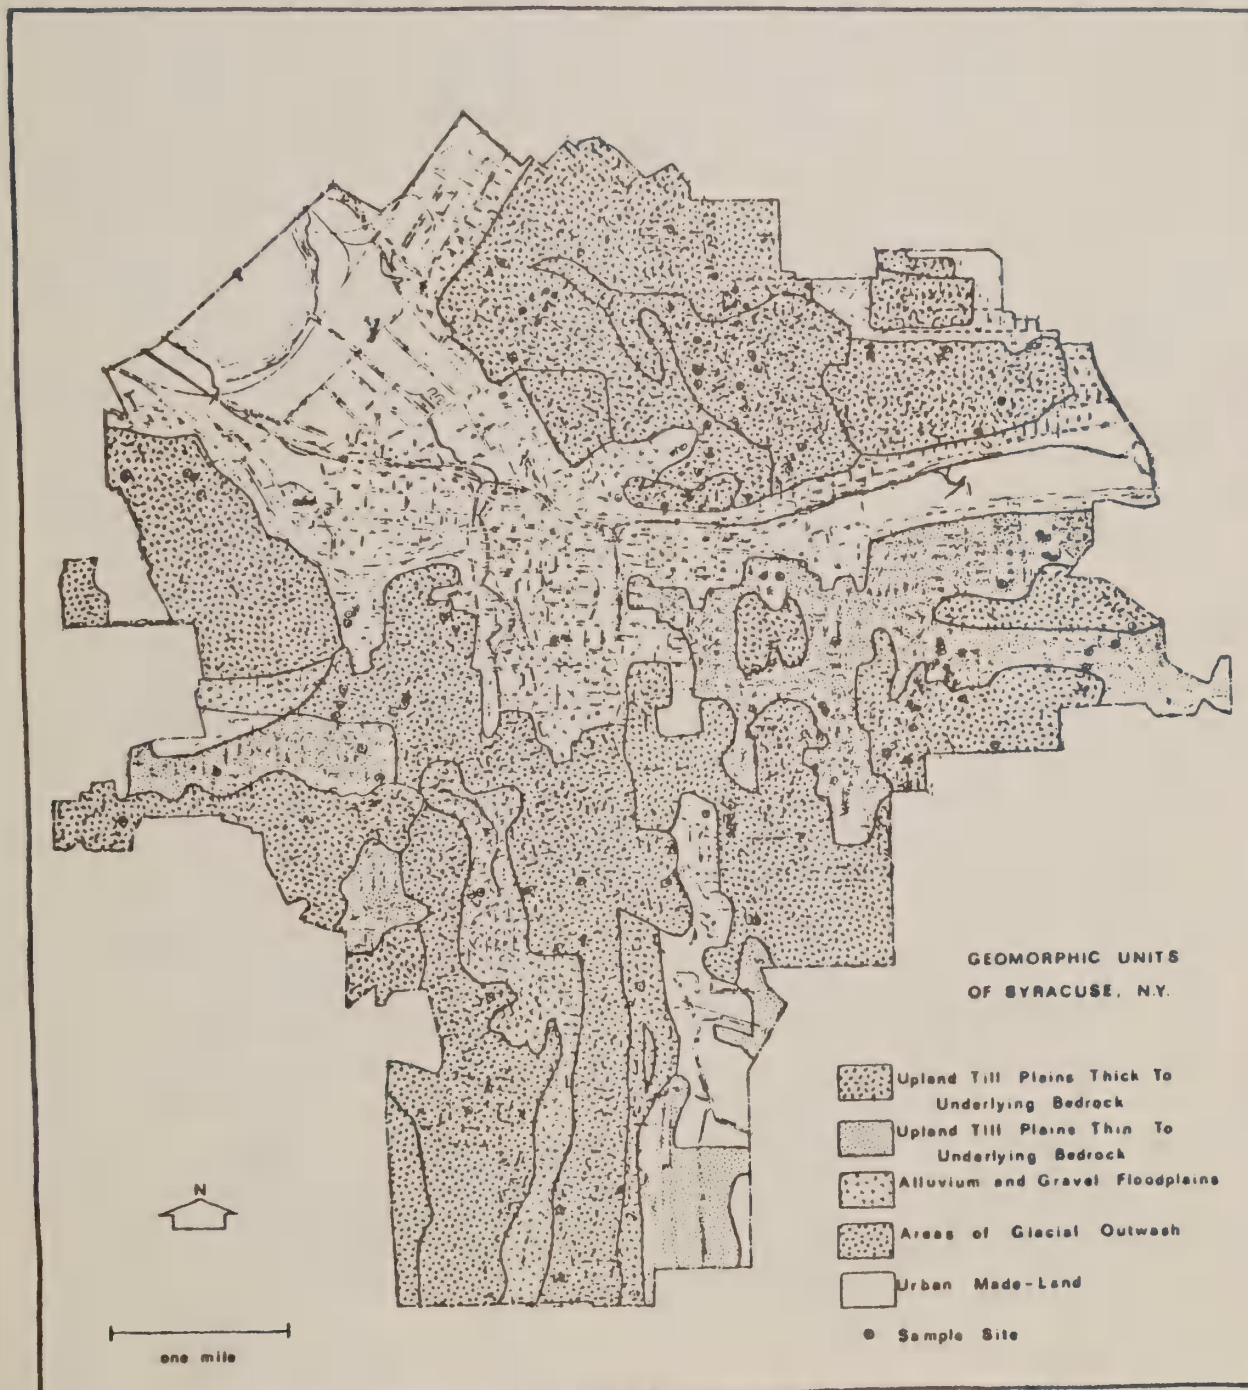 GEOMORPHIC UNITS
OF SYRACUSE, N.Y.
Upland Till Plains Thick To
Underlying Bedrock
Upland Till Plains Thin To
Underlying Bedrock
Alluvium and Gravel Floodplains
Areas of Glacial Outwash
Urban Made-Land
Sample Site
N
one mile